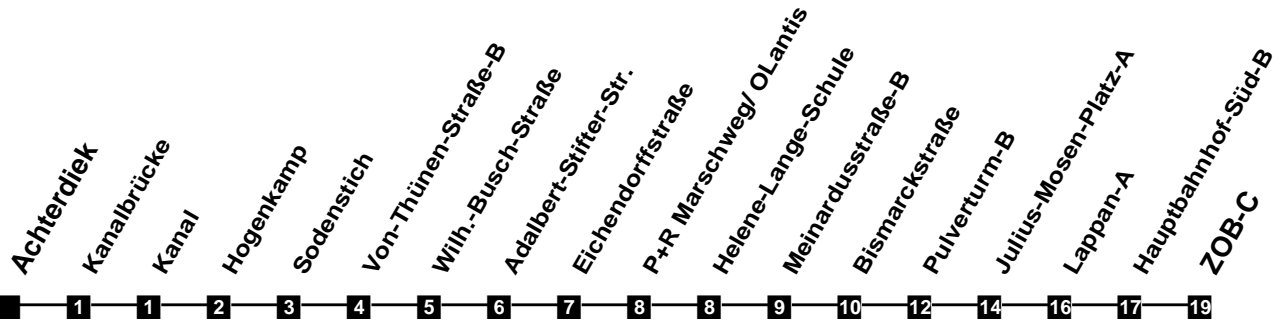 Achterdiek
Kanalbrücke
Kanal
Hogenkamp
Sodenstich
Von-Thünen-Straße-B
Wilh.-Busch-Straße
Adalbert-Stifter-Str.
Eichendorffstraße
P+R Marschweg/ OLantis
Helene-Lange-Schule
Meinardusstraße-B
Bismarckstraße
Pulverturm-B
Julius-Mosen-Platz-A
Lappan-A
Hauptbahnhof-Süd-B
ZOB-C
1 1 2 3 4 5 6 7 8 8 9 10 12 14 16 17 19